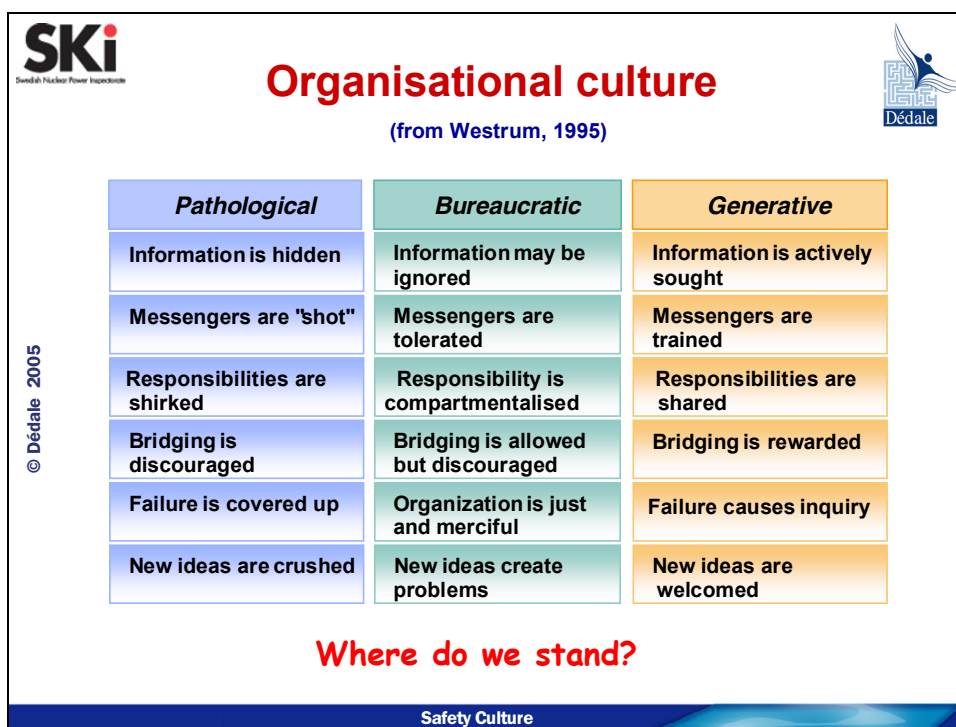 SKi
Swedish Nuclear Power Inspectorate
Organisational culture
(from Westrum, 1995)
Dédale
Pathological
Bureaucratic
Generative
Information is hidden
Information may be
ignored
Information is actively
sought
Messengers are "shot"
Messengers are
tolerated
Messengers are
trained
Responsibilities are
shirked
Responsibility is
compartmentalised
Responsibilities are
shared
Bridging is
discouraged
Bridging is allowed
but discouraged
Bridging is rewarded
Failure is covered up
Organization is just
and merciful
Failure causes inquiry
New ideas are crushed
New ideas create
problems
New ideas are
welcomed
© Dédale 2005
Where do we stand?
Safety Culture